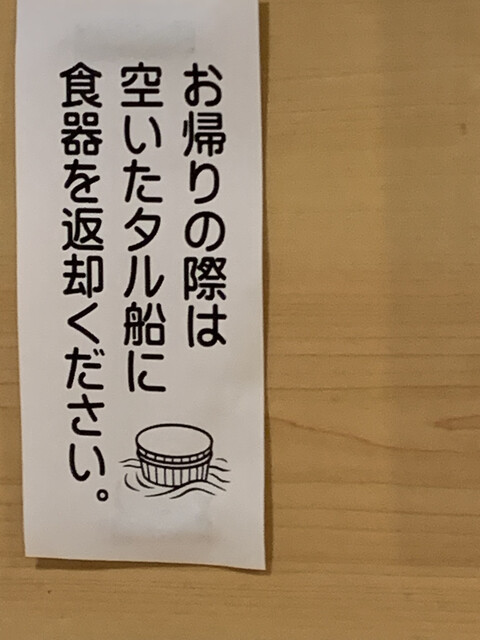 お帰りの際は
空いたタル船に
食器を返却ください。